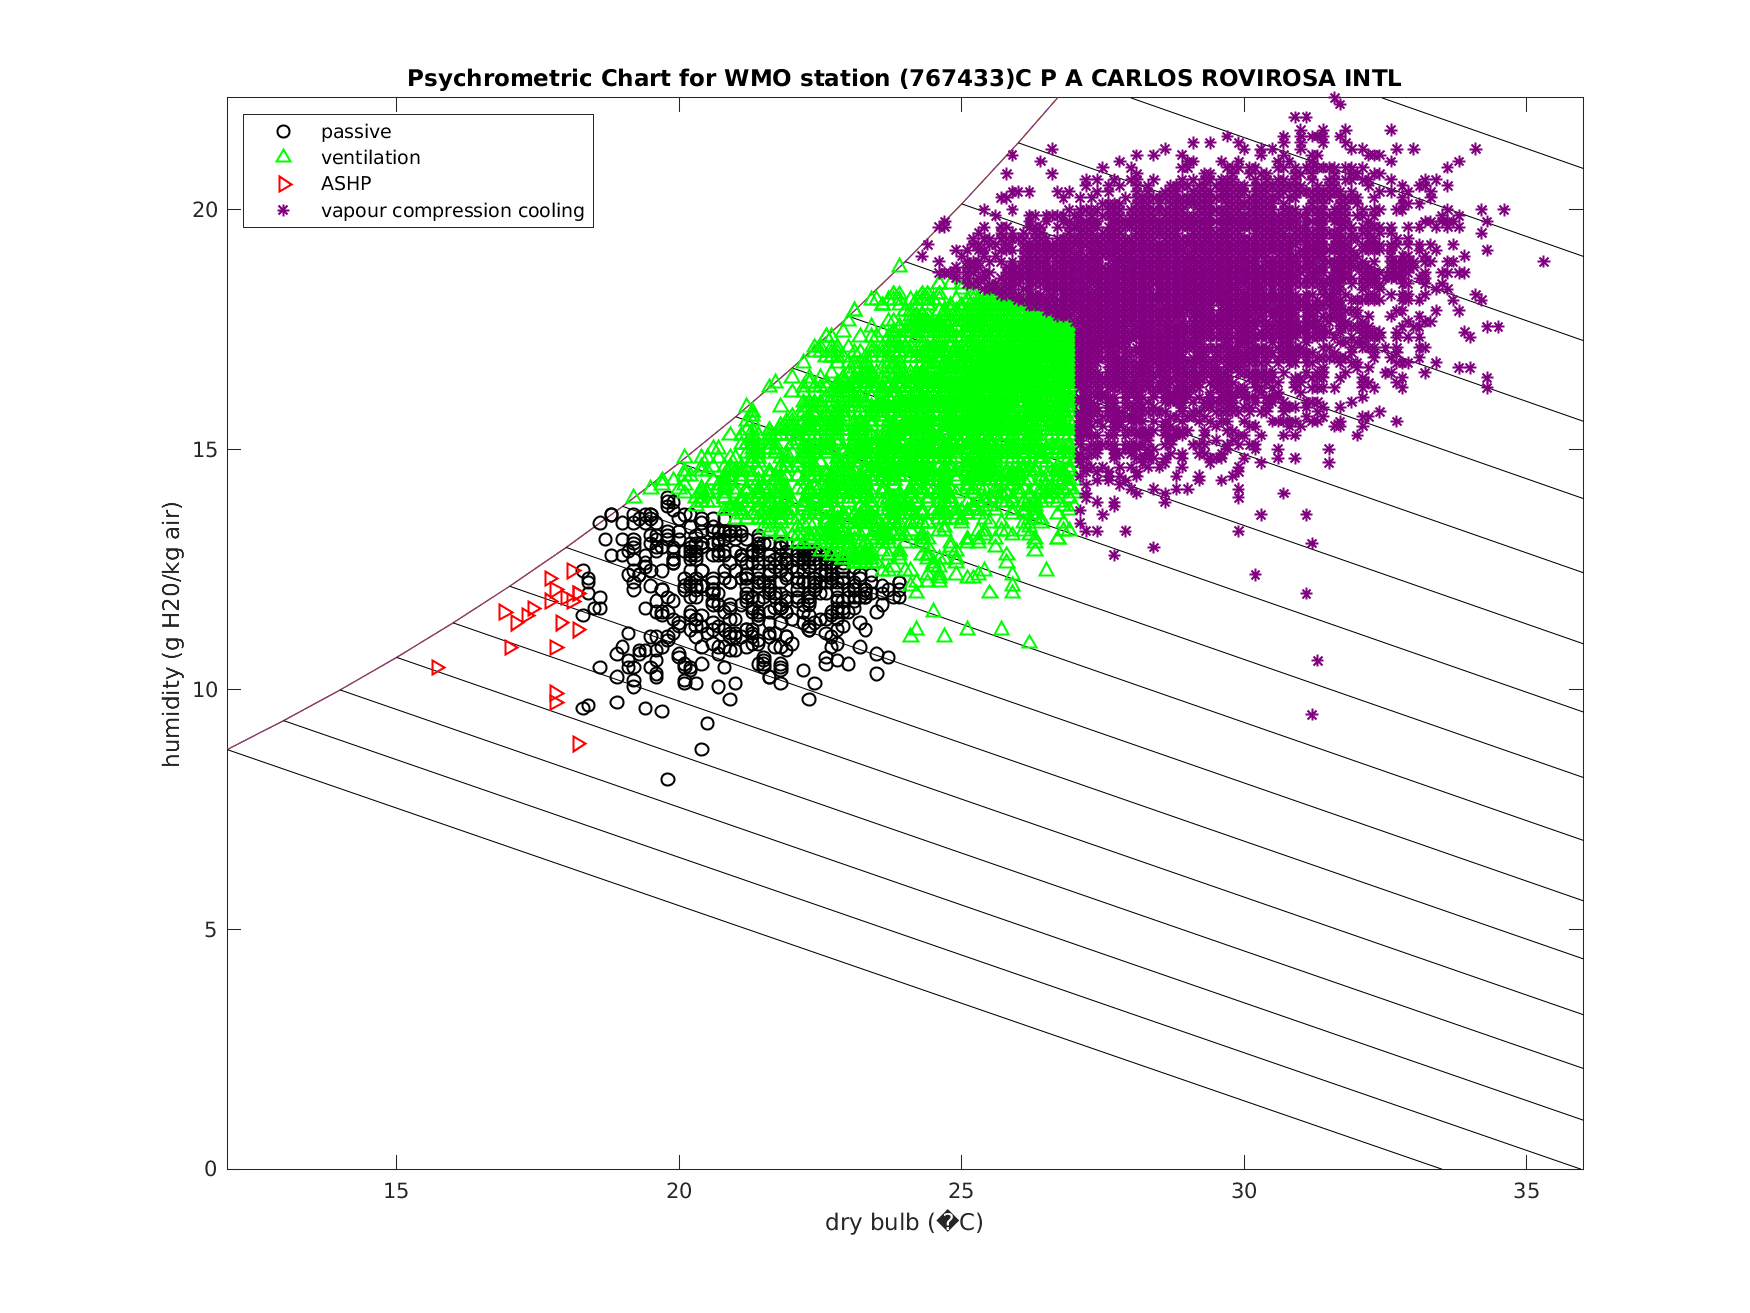 Psychrometric Chart for WMO station (767433)C P A CARLOS ROVIROSA INTL
passive
ventilation
ASHP
vapour compression cooling
20
15
10
5
0
humidity (g H20/kg air)
15 20 25 30 35
dry bulb (�C)